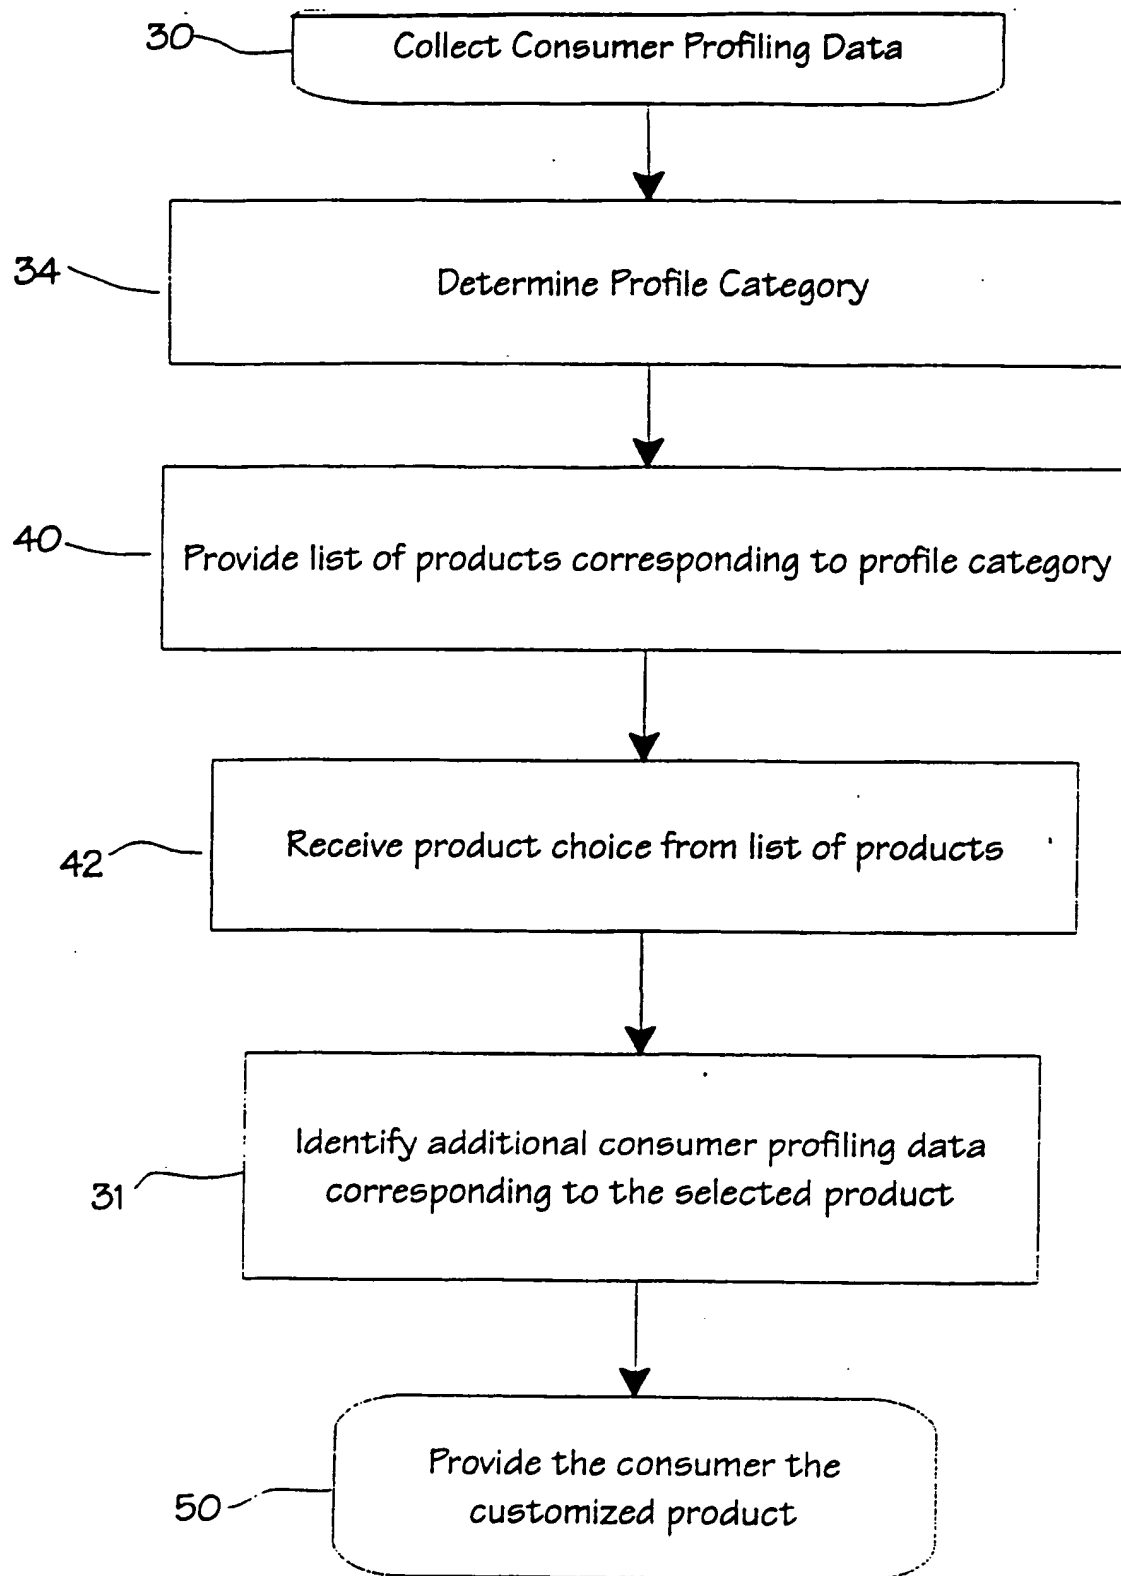 30
Collect Consumer Profiling Data
34
Determine Profile Category
40
Provide list of products corresponding to profile category
42
Receive product choice from list of products
31
Identify additional consumer profiling data
corresponding to the selected product
50
Provide the consumer the
customized product